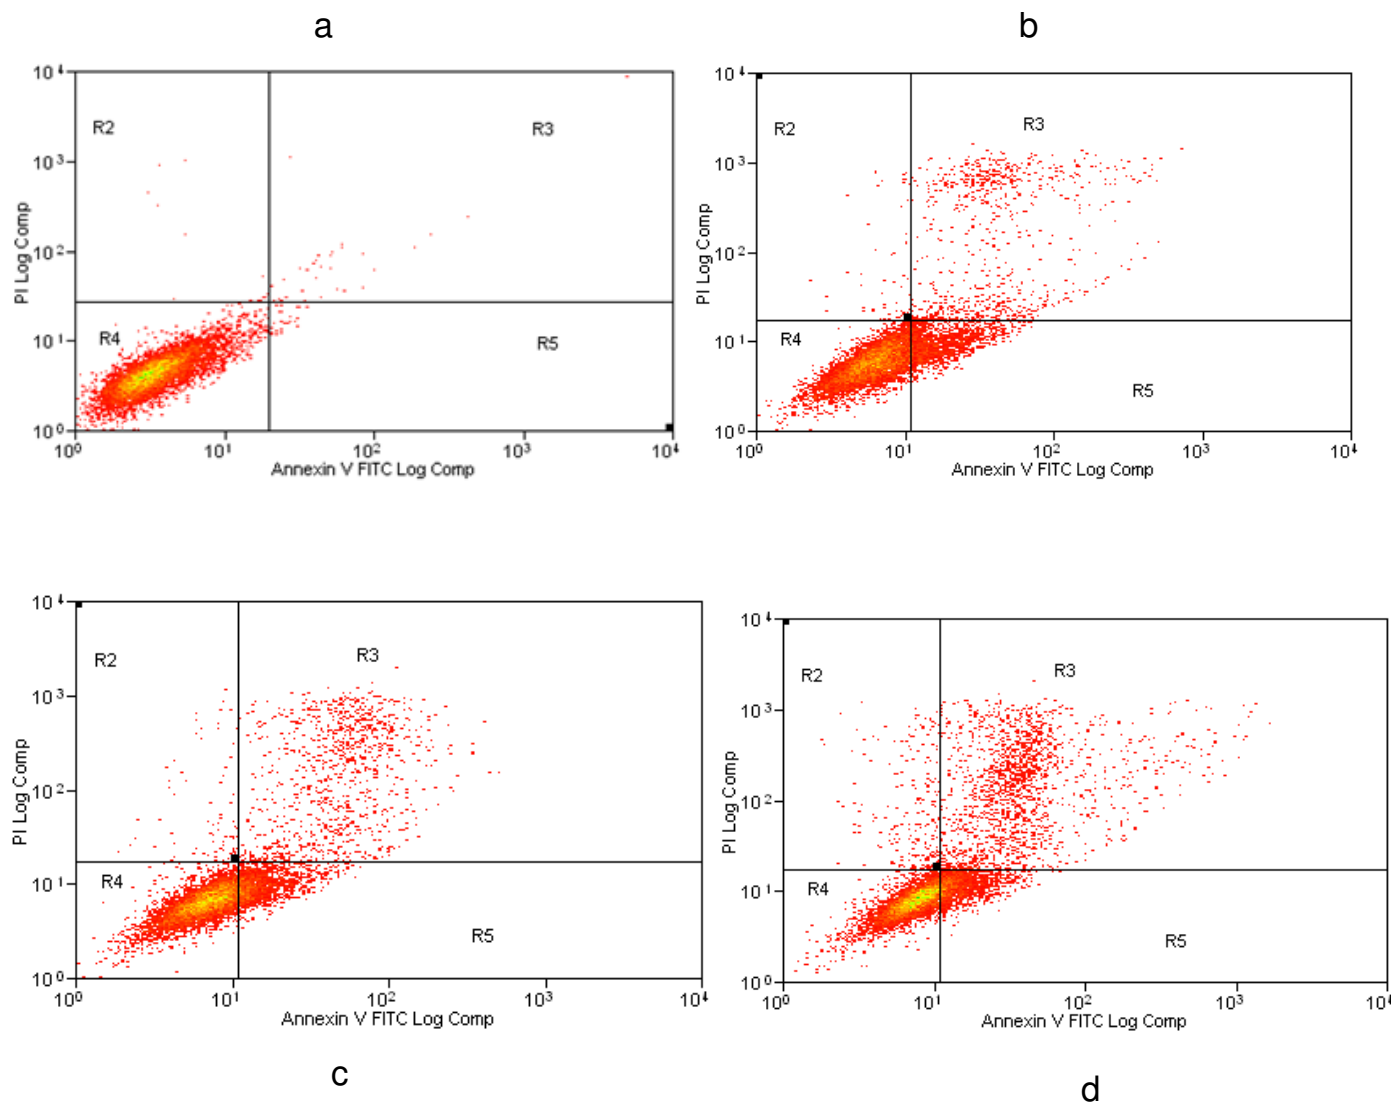 a
b
10⁴
10³
10²
10¹
10⁰
PI Log Comp
R2
R3
R4
R5
10⁰ 10¹ 10² 10³ 10⁴
Annexin V FITC Log Comp
10⁴
10³
10²
10¹
10⁰
PI Log Comp
R2
R3
R4
R5
10⁰ 10¹ 10² 10³ 10⁴
Annexin V FITC Log Comp
10⁴
10³
10²
10¹
10⁰
PI Log Comp
R2
R3
R4
R5
10⁰ 10¹ 10² 10³ 10⁴
Annexin V FITC Log Comp
10⁴
10³
10²
10¹
10⁰
PI Log Comp
R2
R3
R4
R5
10⁰ 10¹ 10² 10³ 10⁴
Annexin V FITC Log Comp
c
d